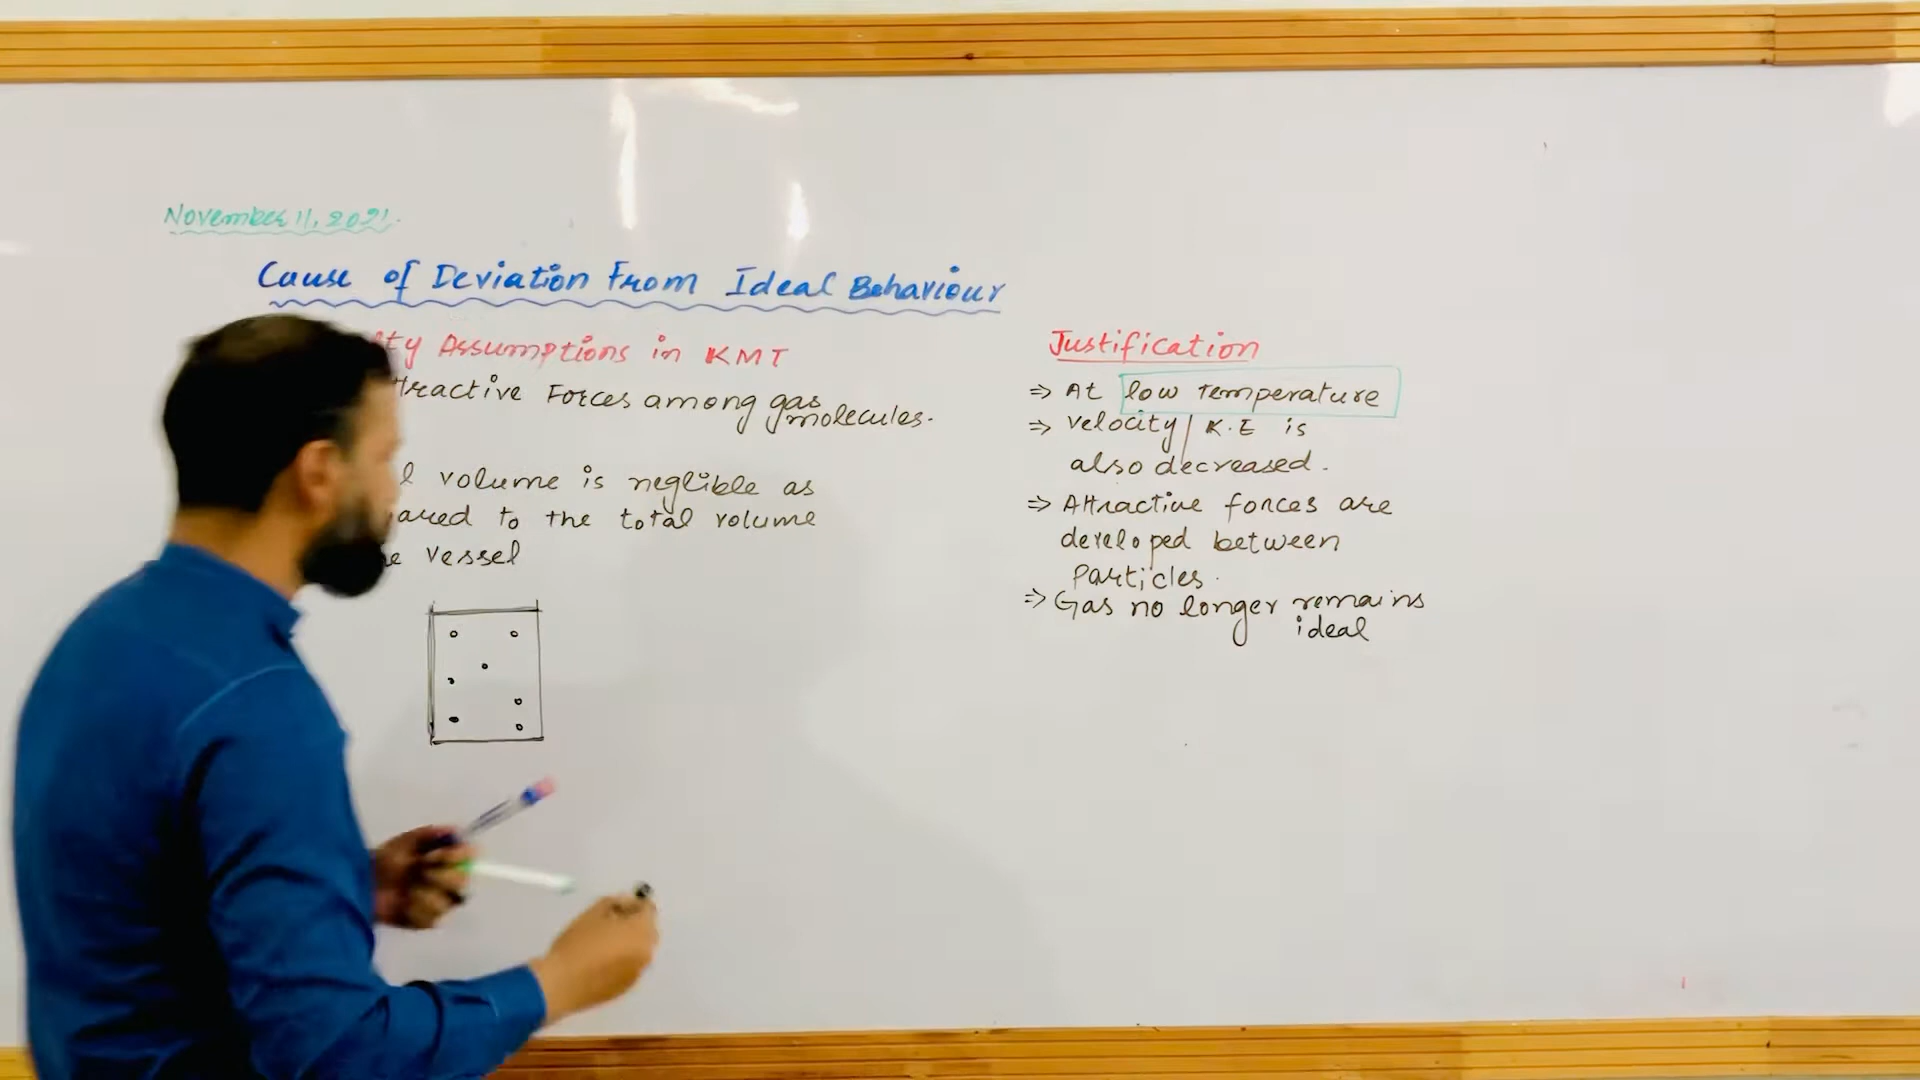 November 11, 2021.
Cause of Deviation From Ideal Behaviour
Assumptions in KMT
Forces among gas
molecules.
volume is neglible as
to the total volume
vessel
Justification
⇒ At low temperature
⇒ velocity/K.E is
also decreased.
⇒ Attractive forces are
developed between
Particles.
⇒ Gas no longer remains
ideal